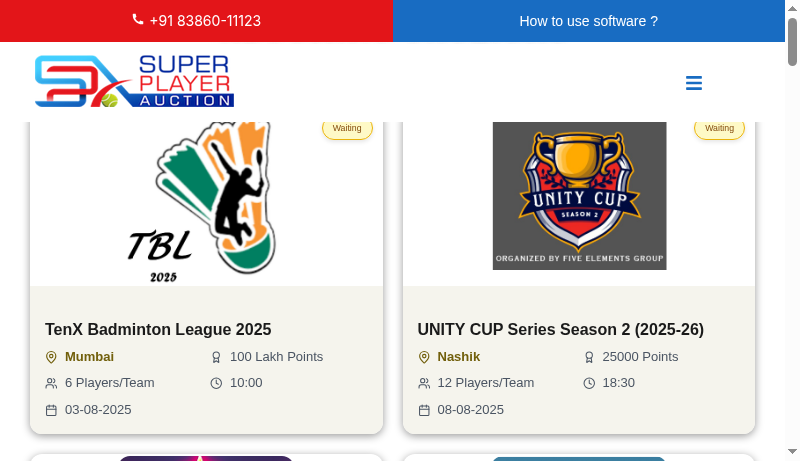 +91 83860-11123
How to use software ?
SUPER
PLAYER
AUCTION
Waiting
TBL
2025
Waiting
UNITY CUP
SEASON 2
ORGANIZED BY FIVE ELEMENTS GROUP
TenX Badminton League 2025
Mumbai
100 Lakh Points
6 Players/Team
10:00
03-08-2025
UNITY CUP Series Season 2 (2025-26)
Nashik
25000 Points
12 Players/Team
18:30
08-08-2025